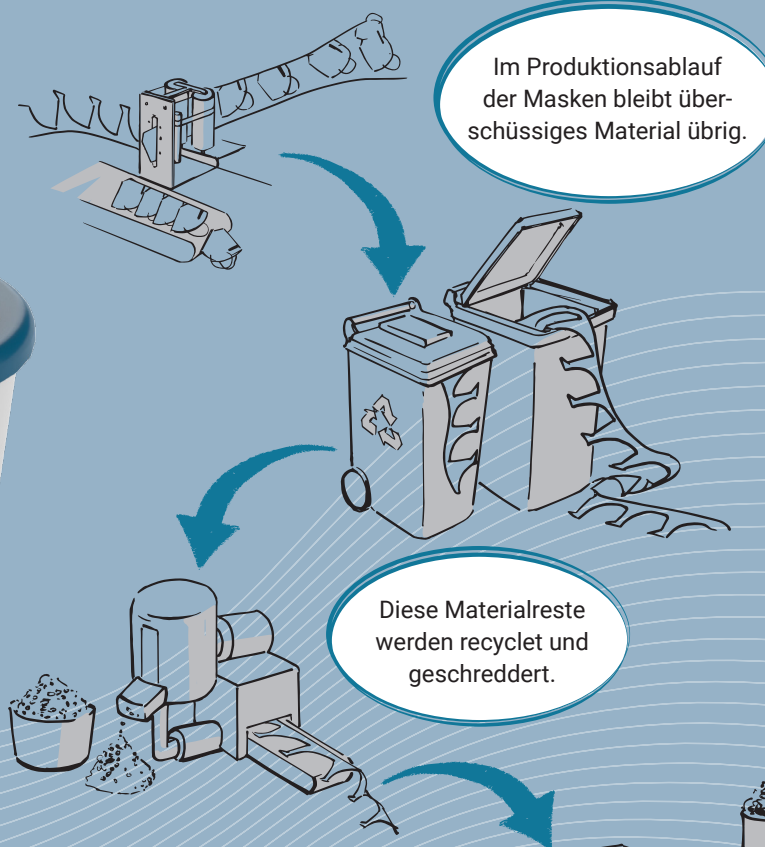 Im Produktionsablauf
der Masken bleibt über-
schüssiges Material übrig.
Diese Materialreste
werden recyclet und
geschreddert.